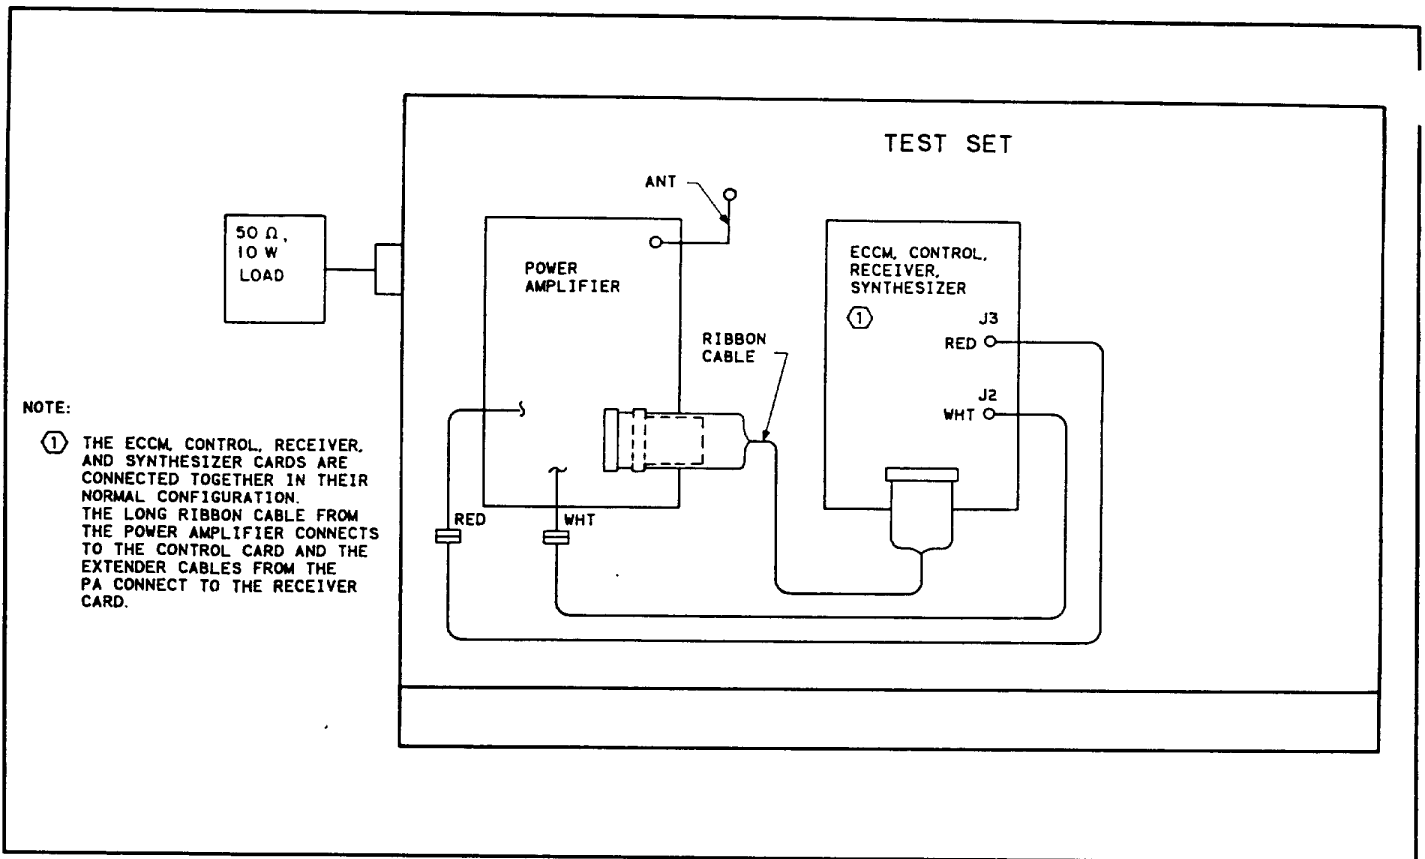 TEST SET
ANT
50 Ω,
10 W
LOAD
POWER
AMPLIFIER
ECCM, CONTROL,
RECEIVER,
SYNTHESIZER
1
J3
RED
RIBBON
CABLE
J2
WHT
NOTE:
1 THE ECCM, CONTROL, RECEIVER,
AND SYNTHESIZER CARDS ARE
CONNECTED TOGETHER IN THEIR
NORMAL CONFIGURATION.
THE LONG RIBBON CABLE FROM
THE POWER AMPLIFIER CONNECTS
TO THE CONTROL CARD AND THE
EXTENDER CABLES FROM THE
PA CONNECT TO THE RECEIVER
CARD.
RED
WHT